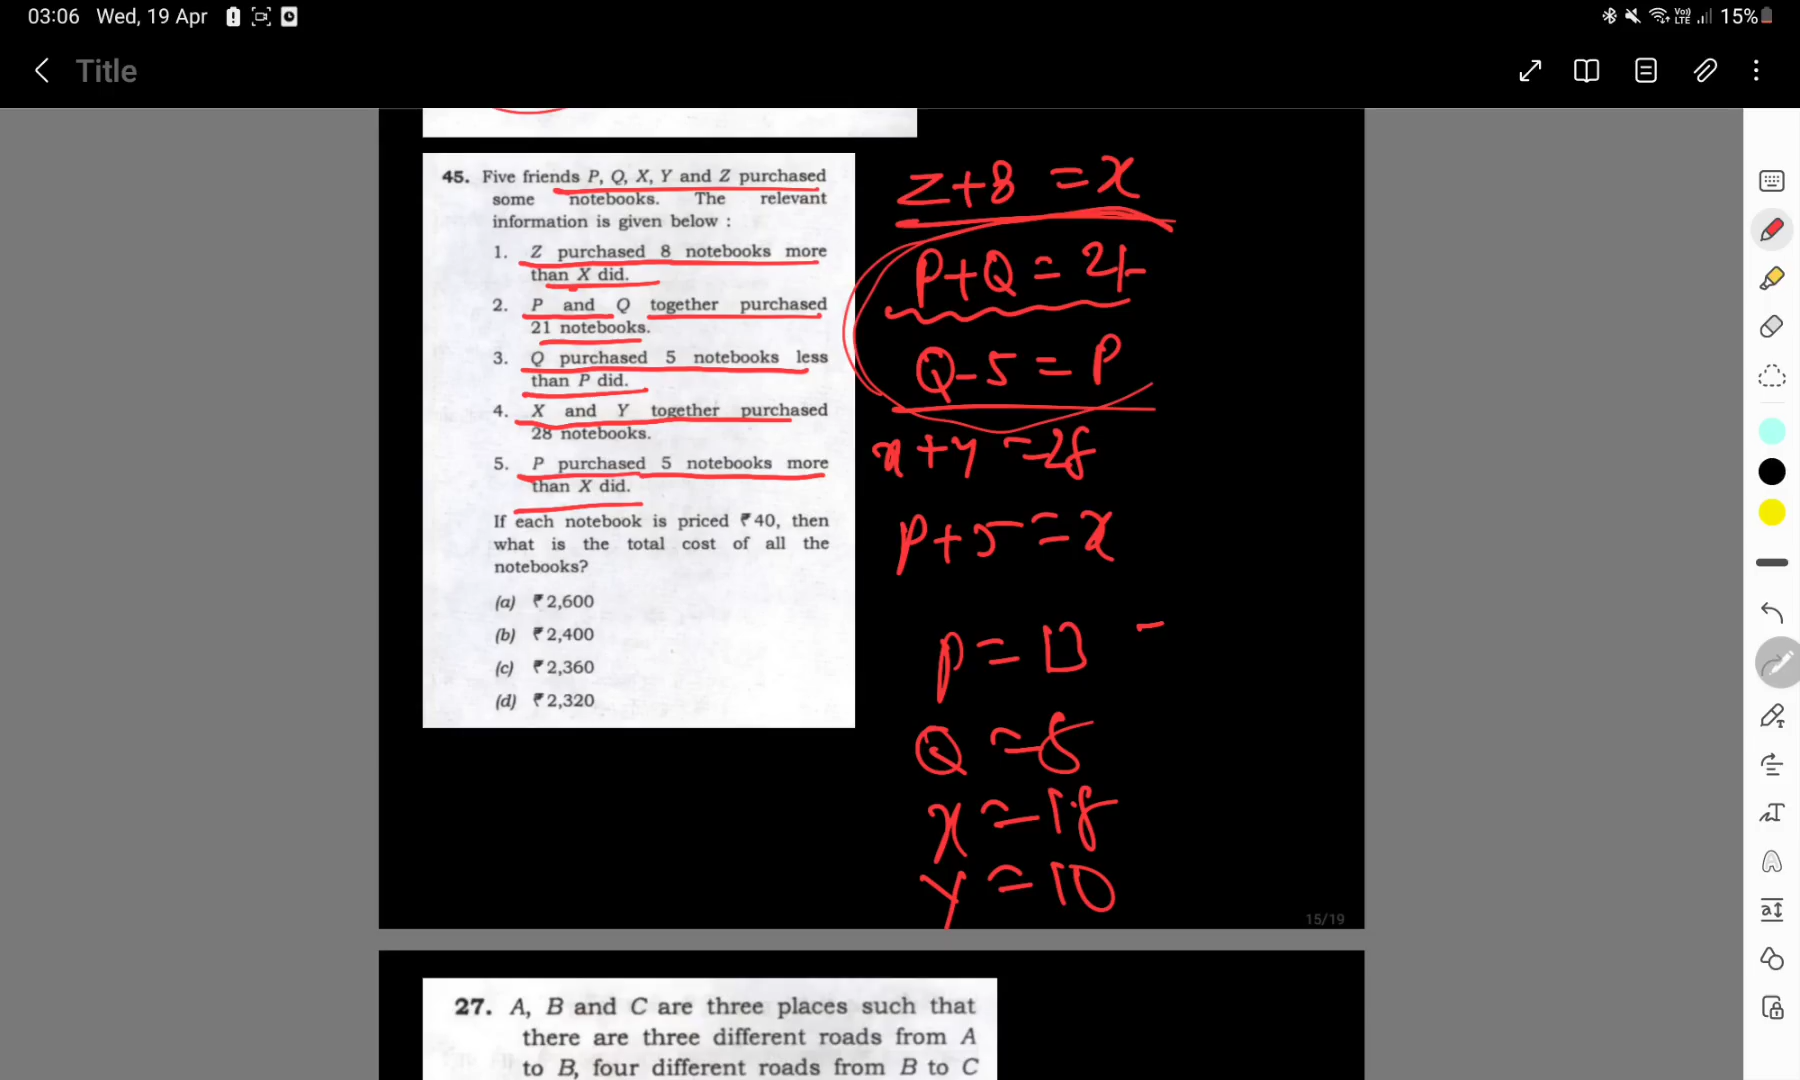 03:06 Wed, 19 Apr
15%
Title
45. Five friends P, Q, X, Y and Z purchased
some notebooks. The relevant
information is given below :
1. Z purchased 8 notebooks more
than X did.
2. P and Q together purchased
21 notebooks.
3. Q purchased 5 notebooks less
than P did.
4. X and Y together purchased
28 notebooks.
5. P purchased 5 notebooks more
than X did.
If each notebook is priced ₹ 40, then
what is the total cost of all the
notebooks?
(a) ₹ 2,600
(b) ₹ 2,400
(c) ₹ 2,360
(d) ₹ 2,320
Z+8 = x
P+Q = 21
Q-5 = P
x+y = 28
P+5 = x
P = 13 -
Q = 8
x = 18
y = 10
15/19
27. A, B and C are three places such that
there are three different roads from A
to B, four different roads from B to C